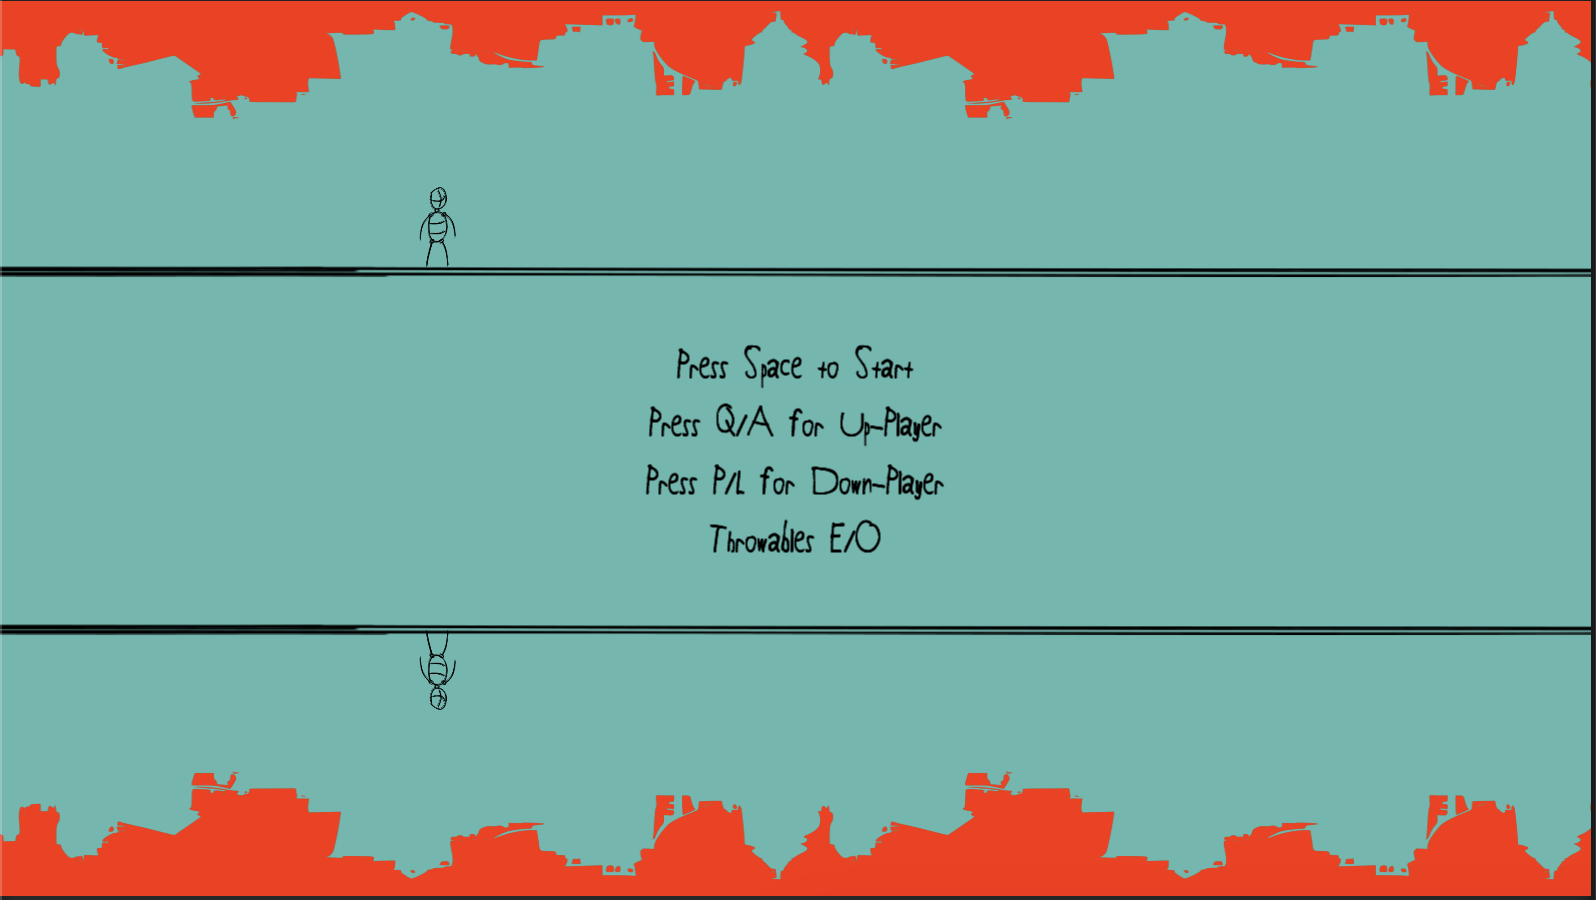 Press Space to Start
Press Q/A for Up-Player
Press P/L for Down-Player
Throwables E/O